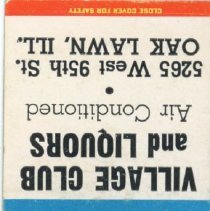 VILLAGE CLUB
and LIQUORS
Air Conditioned
•
5265 West 95th St.
OAK LAWN, ILL.
CLOSE COVER FOR SAFETY